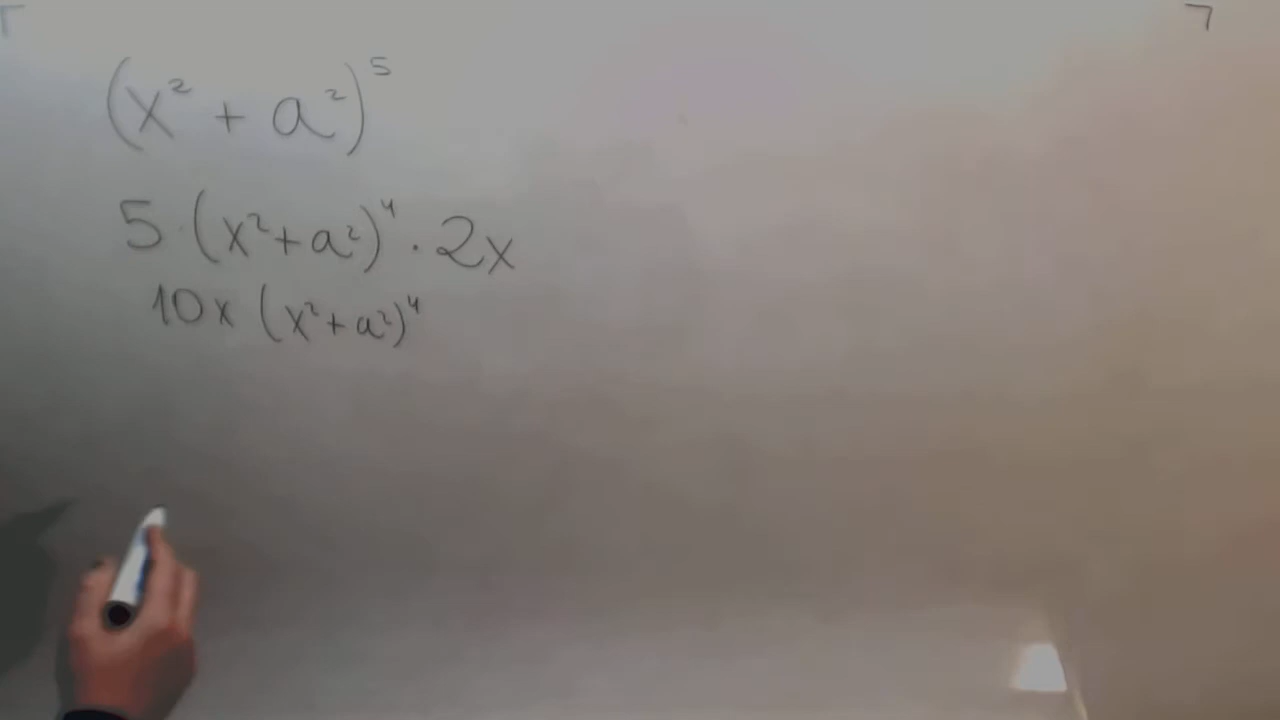 (x² + a²)⁵
5 · (x² + a²)⁴ · 2x
10x (x² + a²)⁴